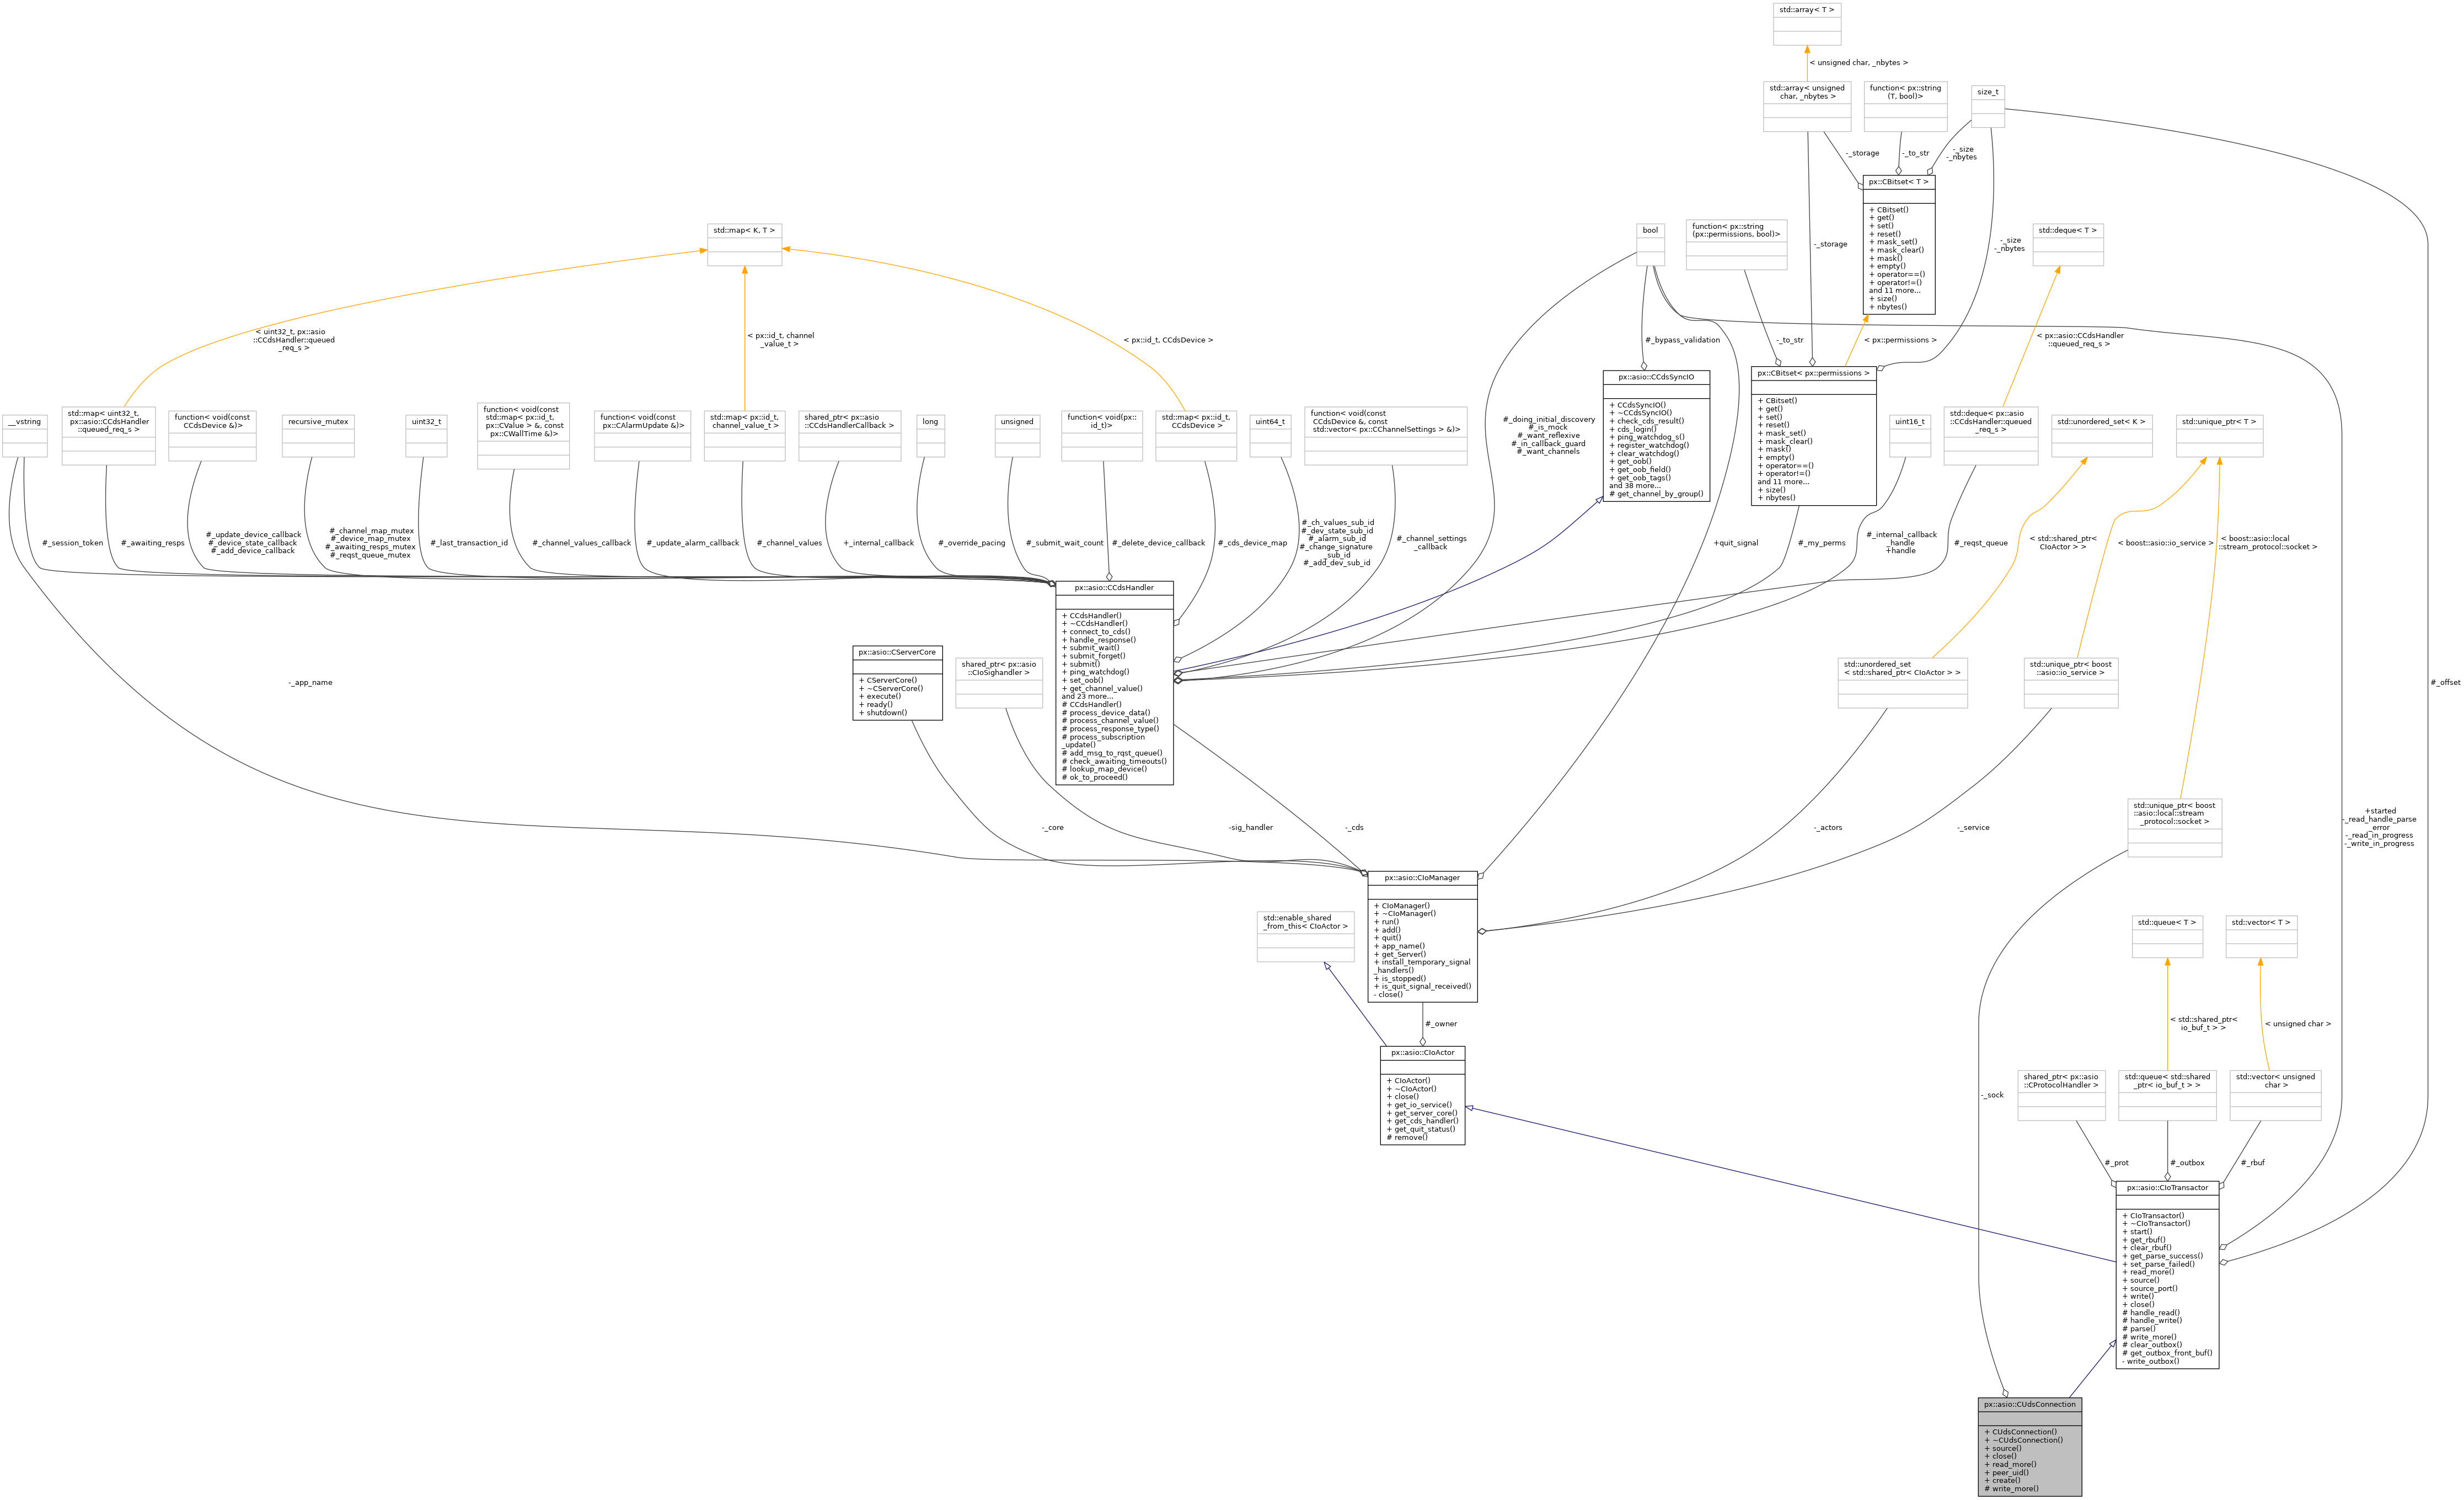 std::array< T >
< unsigned char, _nbytes >
std::array< unsigned
char, _nbytes >
function< px::string
(T, bool)>
size_t
-_storage
-_to_str
-_size
-_nbytes
px::CBitset< T >
+ CBitset()
+ get()
+ set()
+ reset()
+ mask_set()
+ mask_clear()
+ mask()
+ empty()
+ operator==()
+ operator!=()
and 11 more...
+ size()
+ nbytes()
std::map< K, T >
bool
function< px::string
(px::permissions, bool)>
-_storage
-_size
-_nbytes
std::deque< T >
< uint32_t, px::asio
::CCdsHandler::queued
_req_s >
< px::id_t, channel
_value_t >
< px::id_t, CCdsDevice >
#_bypass_validation
-_to_str
< px::permissions >
< px::asio::CCdsHandler
::queued_req_s >
px::asio::CCdsSyncIO
+ CCdsSyncIO()
+ ~CCdsSyncIO()
+ check_cds_result()
+ cds_login()
+ ping_watchdog_s()
+ register_watchdog()
+ clear_watchdog()
+ get_oob()
+ get_oob_field()
+ get_oob_tags()
and 38 more...
# get_channel_by_group()
px::CBitset< px::permissions >
+ CBitset()
+ get()
+ set()
+ reset()
+ mask_set()
+ mask_clear()
+ mask()
+ empty()
+ operator==()
+ operator!=()
and 11 more...
+ size()
+ nbytes()
__vstring
std::map< uint32_t,
px::asio::CCdsHandler
::queued_req_s >
function< void(const
CCdsDevice &)>
recursive_mutex
uint32_t
function< void(const
std::map< px::id_t,
px::CValue > &, const
px::CWallTime &)>
function< void(const
px::CAlarmUpdate &)>
std::map< px::id_t,
channel_value_t >
shared_ptr< px::asio
::CCdsHandlerCallback >
long
unsigned
function< void(px::
id_t)>
std::map< px::id_t,
CCdsDevice >
uint64_t
function< void(const
CCdsDevice &, const
std::vector< px::CChannelSettings > &)>
#_doing_initial_discovery
#_is_mock
#_want_reflexive
#_in_callback_guard
#_want_channels
uint16_t
std::deque< px::asio
::CCdsHandler::queued
_req_s >
std::unordered_set< K >
std::unique_ptr< T >
#_session_token
#_awaiting_resps
#_update_device_callback
#_device_state_callback
#_add_device_callback
#_channel_map_mutex
#_device_map_mutex
#_awaiting_resps_mutex
#_reqst_queue_mutex
#_last_transaction_id
#_channel_values_callback
#_update_alarm_callback
#_channel_values
+_internal_callback
#_override_pacing
#_submit_wait_count
#_delete_device_callback
#_cds_device_map
#_ch_values_sub_id
#_dev_state_sub_id
#_alarm_sub_id
#_change_signature
_sub_id
#_add_dev_sub_id
#_channel_settings
_callback
+quit_signal
#_my_perms
#_internal_callback
_handle
+handle
#_reqst_queue
< std::shared_ptr<
CIoActor > >
< boost::asio::io_service >
< boost::asio::local
::stream_protocol::socket >
px::asio::CCdsHandler
+ CCdsHandler()
+ ~CCdsHandler()
+ connect_to_cds()
+ handle_response()
+ submit_wait()
+ submit_forget()
+ submit()
+ ping_watchdog()
+ set_oob()
+ get_channel_value()
and 23 more...
# CCdsHandler()
# process_device_data()
# process_channel_value()
# process_response_type()
# process_subscription
_update()
# add_msg_to_rqst_queue()
# check_awaiting_timeouts()
# lookup_map_device()
# ok_to_proceed()
px::asio::CServerCore
+ CServerCore()
+ ~CServerCore()
+ execute()
+ ready()
+ shutdown()
shared_ptr< px::asio
::CIoSighandler >
std::unordered_set
< std::shared_ptr< CIoActor > >
std::unique_ptr< boost
::asio::io_service >
-_app_name
#_offset
std::unique_ptr< boost
::asio::local::stream
_protocol::socket >
+started
-_read_handle_parse
_error
-_read_in_progress
-_write_in_progress
-_core
-sig_handler
-_cds
-_actors
-_service
px::asio::CIoManager
+ CIoManager()
+ ~CIoManager()
+ run()
+ add()
+ quit()
+ app_name()
+ get_Server()
+ install_temporary_signal
_handlers()
+ is_stopped()
+ is_quit_signal_received()
- close()
std::enable_shared
_from_this< CIoActor >
std::queue< T >
std::vector< T >
#_owner
< std::shared_ptr<
io_buf_t > >
< unsigned char >
px::asio::CIoActor
+ CIoActor()
+ ~CIoActor()
+ close()
+ get_io_service()
+ get_server_core()
+ get_cds_handler()
+ get_quit_status()
# remove()
-_sock
shared_ptr< px::asio
::CProtocolHandler >
std::queue< std::shared
_ptr< io_buf_t > >
std::vector< unsigned
char >
#_prot
#_outbox
#_rbuf
px::asio::CIoTransactor
+ CIoTransactor()
+ ~CIoTransactor()
+ start()
+ get_rbuf()
+ clear_rbuf()
+ get_parse_success()
+ set_parse_failed()
+ read_more()
+ source()
+ source_port()
+ write()
+ close()
# handle_read()
# handle_write()
# parse()
# write_more()
# clear_outbox()
# get_outbox_front_buf()
- write_outbox()
px::asio::CUdsConnection
+ CUdsConnection()
+ ~CUdsConnection()
+ source()
+ close()
+ read_more()
+ peer_uid()
+ create()
# write_more()